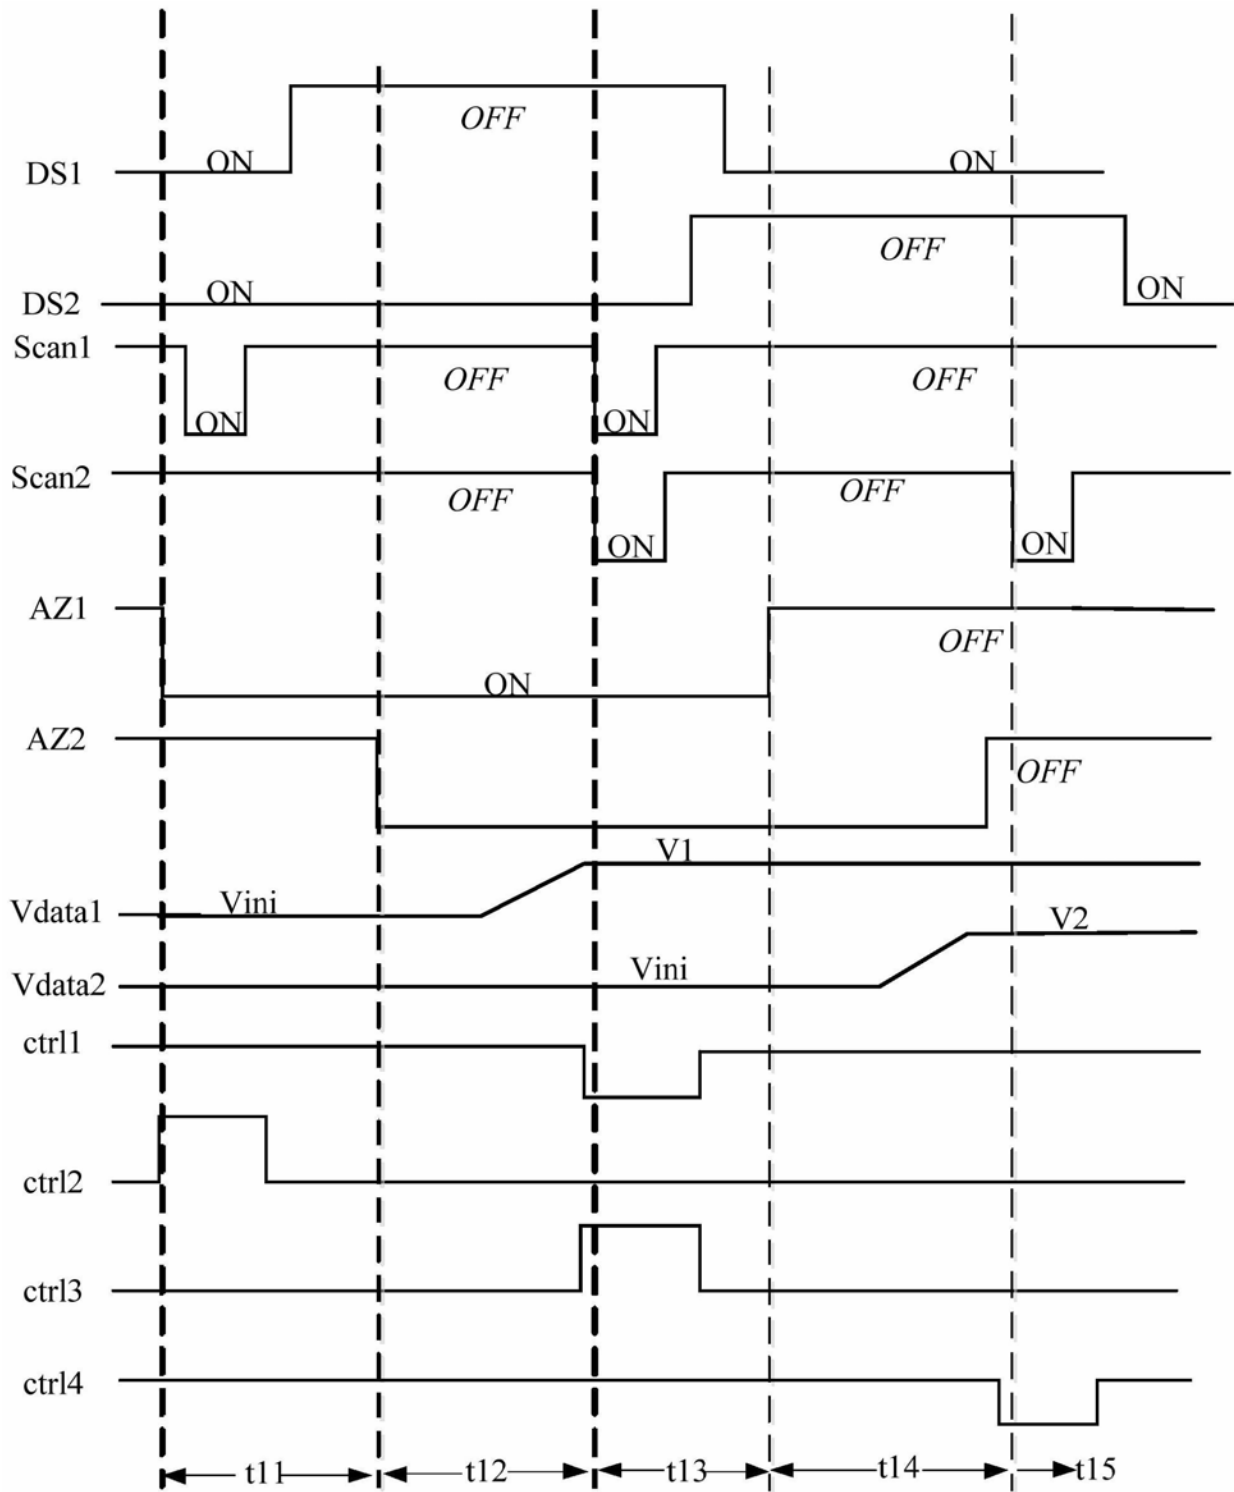 OFF
DS1 ON ON
OFF
DS2 ON ON
Scan1 OFF OFF
ON ON
Scan2 OFF OFF
ON ON
AZ1 OFF
ON
AZ2 OFF
V1
Vdata1 Vini V2
Vdata2 Vini
ctrl1
ctrl2
ctrl3
ctrl4
t11 t12 t13 t14 t15